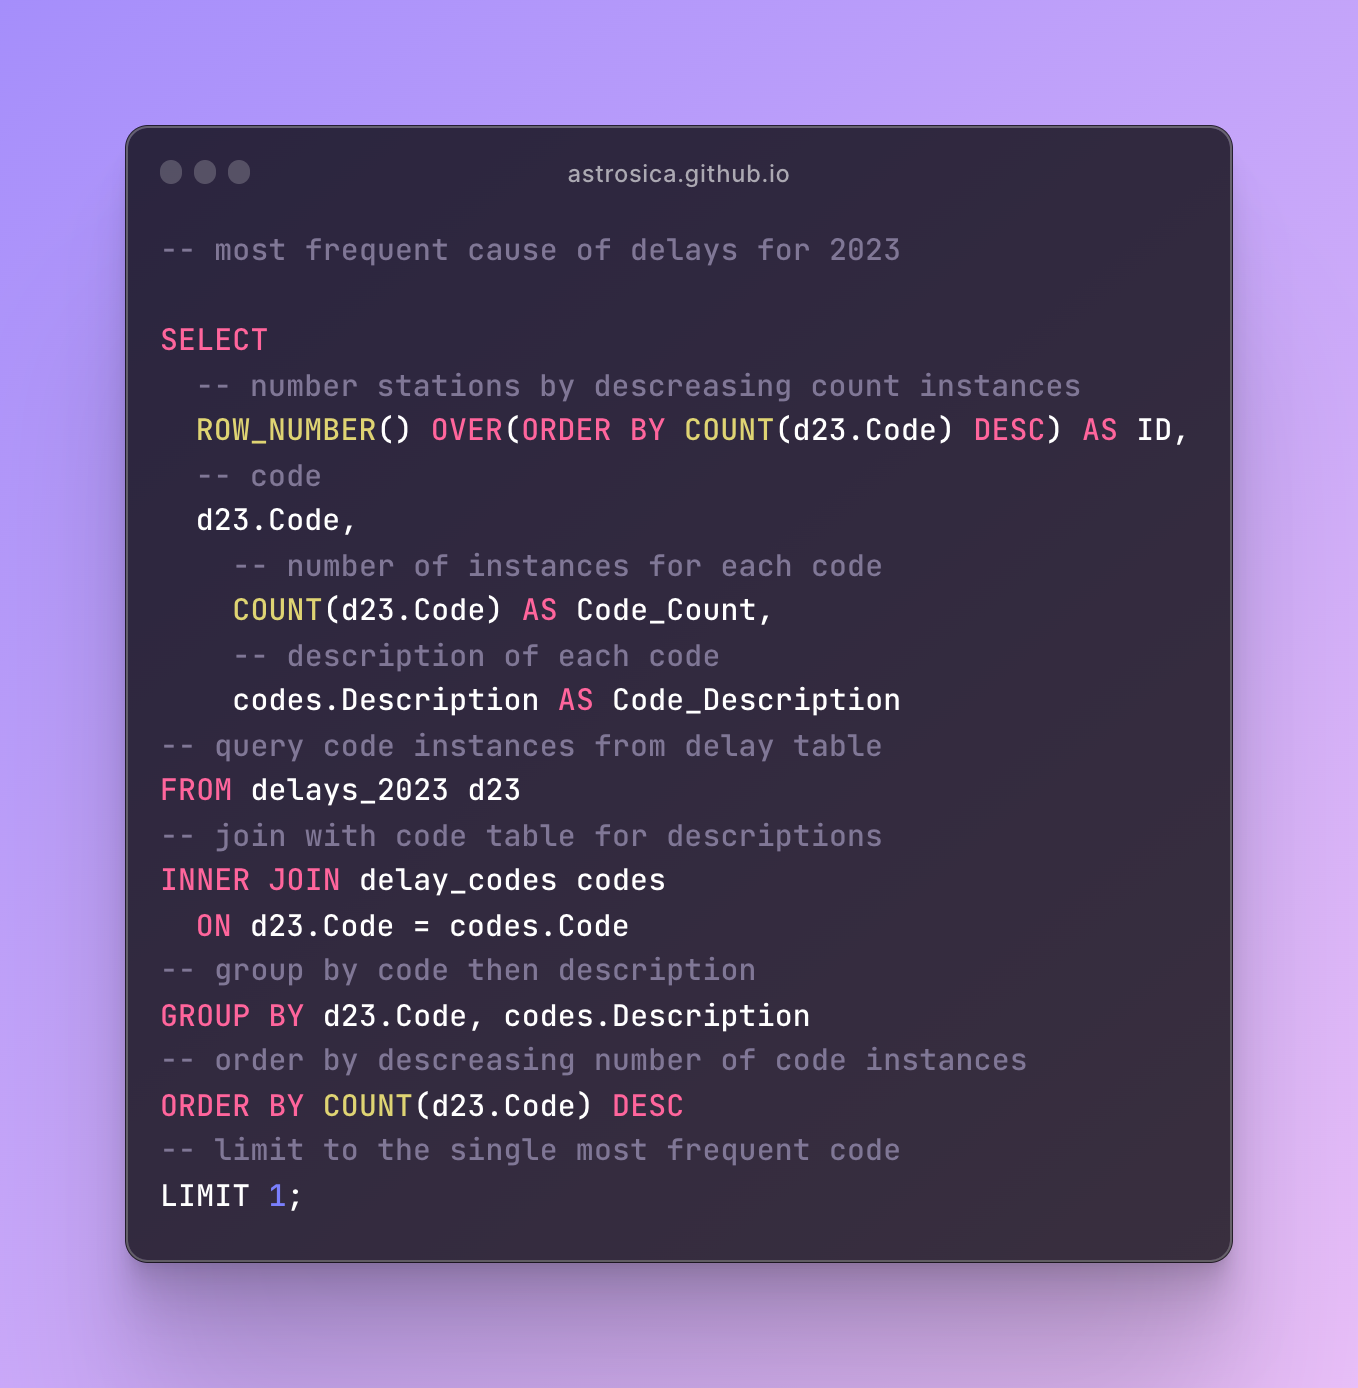 astrosica.github.io
-- most frequent cause of delays for 2023
SELECT
-- number stations by descreasing count instances
ROW_NUMBER() OVER(ORDER BY COUNT(d23.Code) DESC) AS ID,
-- code
d23.Code,
-- number of instances for each code
COUNT(d23.Code) AS Code_Count,
-- description of each code
codes.Description AS Code_Description
-- query code instances from delay table
FROM delays_2023 d23
-- join with code table for descriptions
INNER JOIN delay_codes codes
ON d23.Code = codes.Code
-- group by code then description
GROUP BY d23.Code, codes.Description
-- order by descreasing number of code instances
ORDER BY COUNT(d23.Code) DESC
-- limit to the single most frequent code
LIMIT 1;